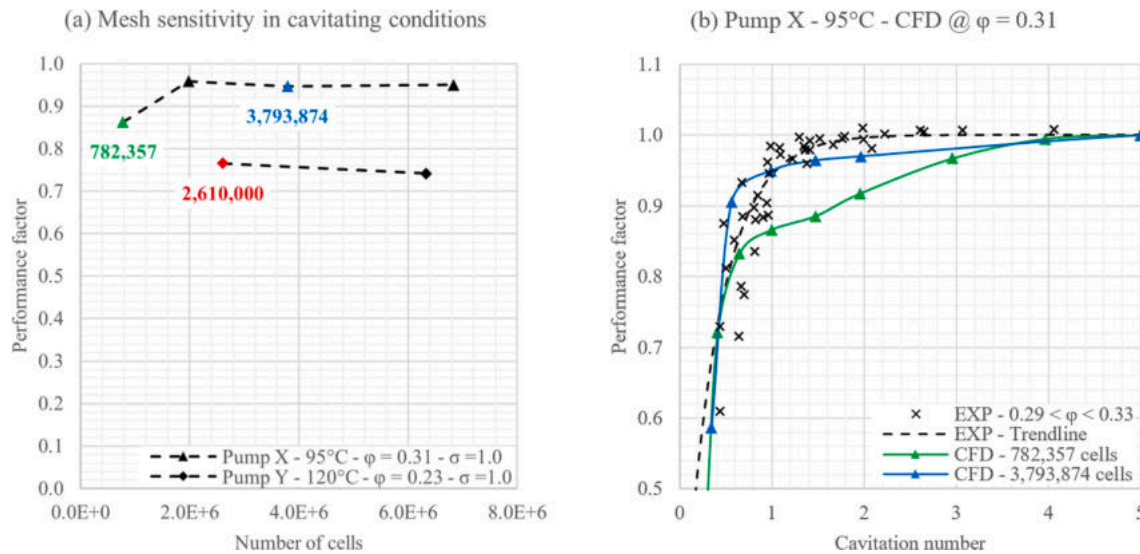 (a) Mesh sensitivity in cavitating conditions
Performance factor
1.0
0.9
0.8
0.7
0.6
0.5
0.4
0.3
0.2
0.1
0.0
782,357
3,793,874
2,610,000
Pump X - 95°C - φ = 0.31 - σ =1.0
Pump Y - 120°C - φ = 0.23 - σ =1.0
0.0E+0 2.0E+6 4.0E+6 6.0E+6 8.0E+6
Number of cells
(b) Pump X - 95°C - CFD @ φ = 0.31
Performance factor
1.1
1.0
0.9
0.8
0.7
0.6
0.5
EXP - 0.29 < φ < 0.33
EXP - Trendline
CFD - 782,357 cells
CFD - 3,793,874 cells
0 1 2 3 4 5
Cavitation number